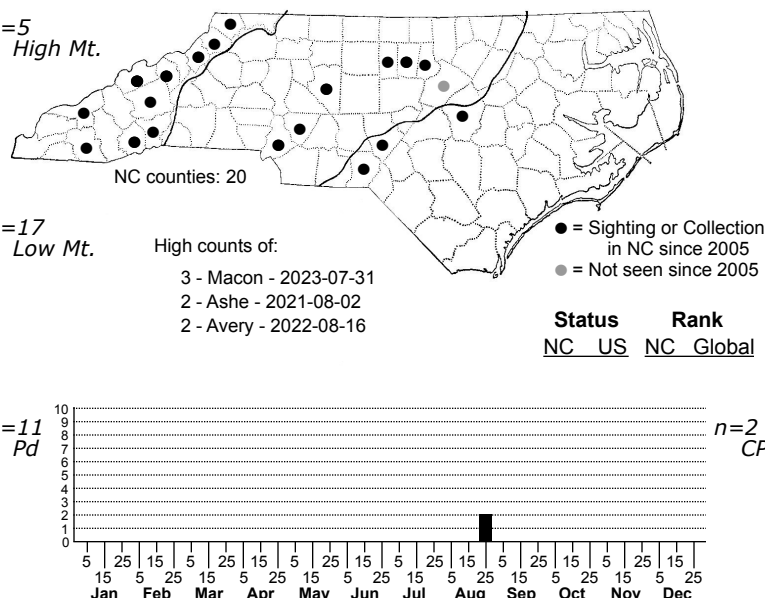 =5
High Mt.
NC counties: 20
=17
Low Mt.
High counts of:
3 - Macon - 2023-07-31
2 - Ashe - 2021-08-02
2 - Avery - 2022-08-16
= Sighting or Collection
in NC since 2005
= Not seen since 2005
Status Rank
NC US NC Global
=11
Pd
n=2
CP
10
9
8
7
6
5
4
3
2
1
0
5 25 15 5 25 15 5 25 15 5 25 15 5 25 15 5 25 15
15 5 25 15 5 25 15 5 25 15 5 25 15 5 25 15 5 25
Jan Feb Mar Apr May Jun Jul Aug Sep Oct Nov Dec